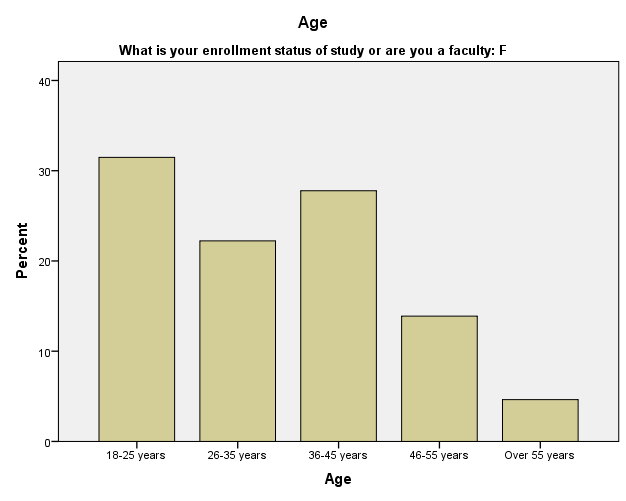 Age
What is your enrollment status of study or are you a faculty: F
40
30
20
10
0
Percent
18-25 years
26-35 years
36-45 years
46-55 years
Over 55 years
Age